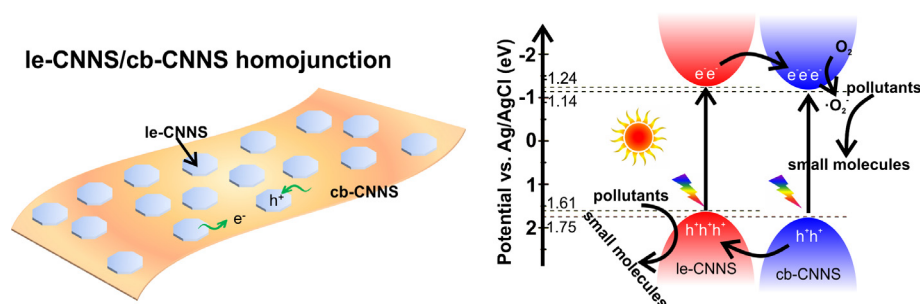 le-CNNS/cb-CNNS homojunction
le-CNNS
cb-CNNS
h⁺
e⁻
Potential vs. Ag/AgCl (eV)
-2
-1
0
1
2
-1.24
-1.14
1.61
1.75
e⁻e⁻
e⁻e⁻e⁻
O₂
·O₂⁻
pollutants
small molecules
pollutants
small molecules
h⁺h⁺h⁺
h⁺h⁺
le-CNNS
cb-CNNS